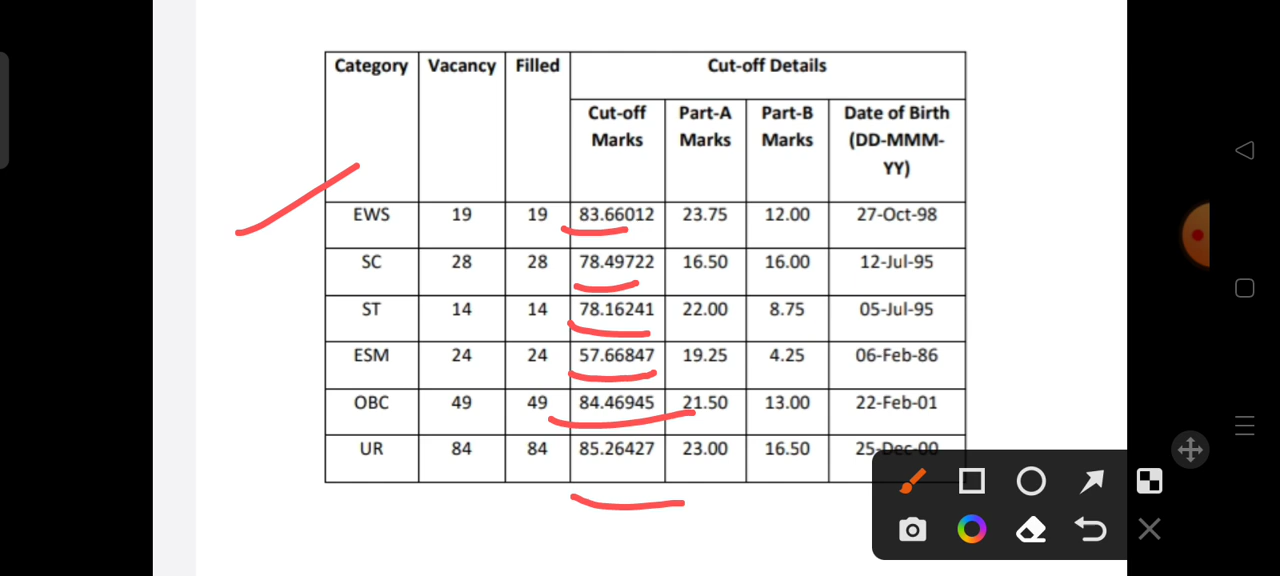 Category Vacancy Filled Cut-off Details
Cut-off Marks Part-A Marks Part-B Marks Date of Birth (DD-MMM-YY)
EWS 19 19 83.66012 23.75 12.00 27-Oct-98
SC 28 28 78.49722 16.50 16.00 12-Jul-95
ST 14 14 78.16241 22.00 8.75 05-Jul-95
ESM 24 24 57.66847 19.25 4.25 06-Feb-86
OBC 49 49 84.46945 21.50 13.00 22-Feb-01
UR 84 84 85.26427 23.00 16.50 25-Dec-00